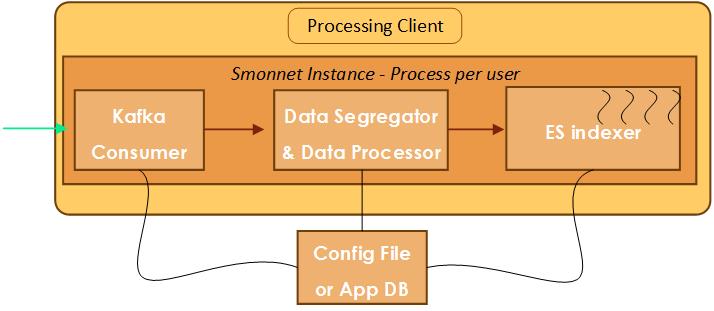 Processing Client
Smonnet Instance - Process per user
Kafka
Consumer
Data Segregator
& Data Processor
ES indexer
Config File
or App DB